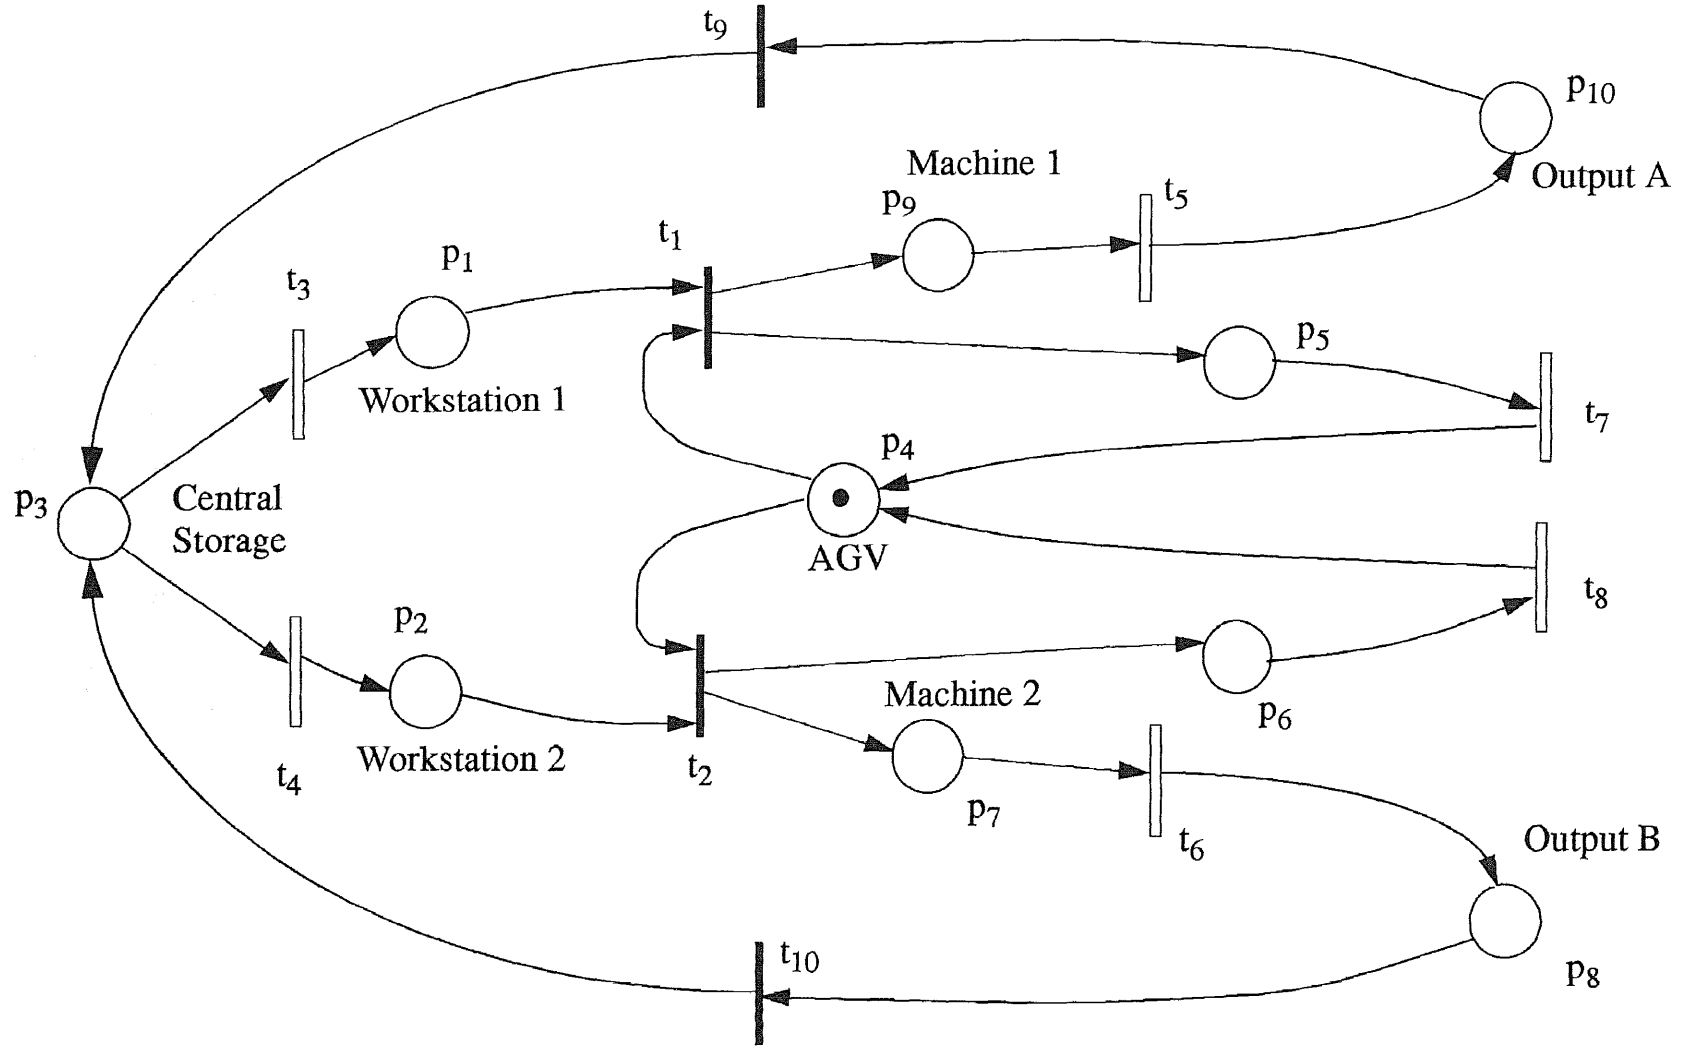 t9
p10
Machine 1
Output A
p9
t5
t1
p1
t3
p5
Workstation 1
t7
p4
p3
Central
Storage
AGV
t8
p2
Machine 2
p6
Workstation 2
t2
t4
p7
t6
Output B
t10
p8